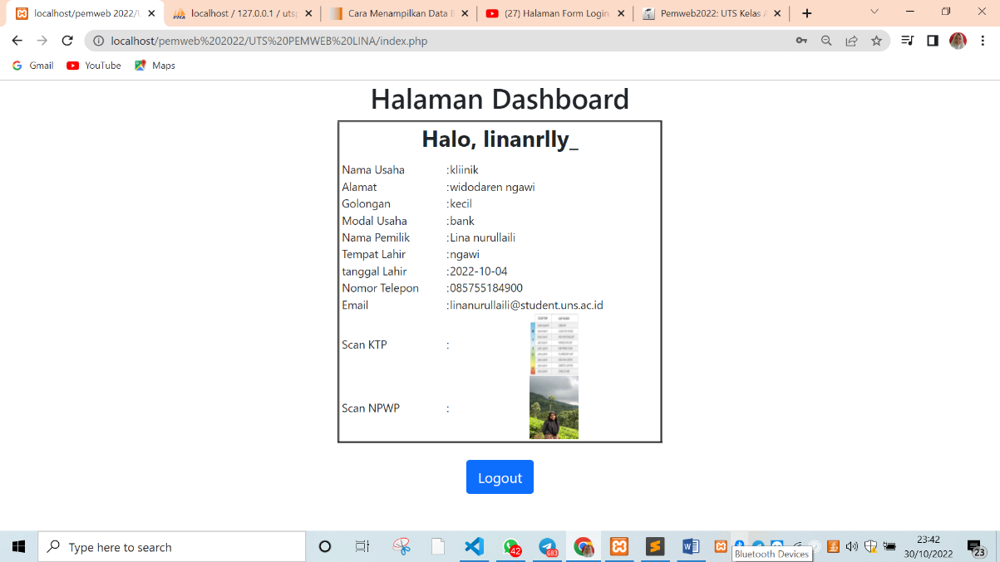 localhost/pemweb 2022/U
localhost / 127.0.0.1 / utsp
Cara Menampilkan Data B
(27) Halaman Form Login
Pemweb2022: UTS Kelas A
localhost/pemweb%202022/UTS%20PEMWEB%20LINA/index.php
Gmail
YouTube
Maps
Halaman Dashboard
Halo, linanrlly_
Nama Usaha :kliinik
Alamat :widodaren ngawi
Golongan :kecil
Modal Usaha :bank
Nama Pemilik :Lina nurullaili
Tempat Lahir :ngawi
tanggal Lahir :2022-10-04
Nomor Telepon :085755184900
Email :linanurullaili@student.uns.ac.id
Scan KTP :
Scan NPWP :
Logout
Type here to search
42
683
Bluetooth Devices
23:42
30/10/2022
23